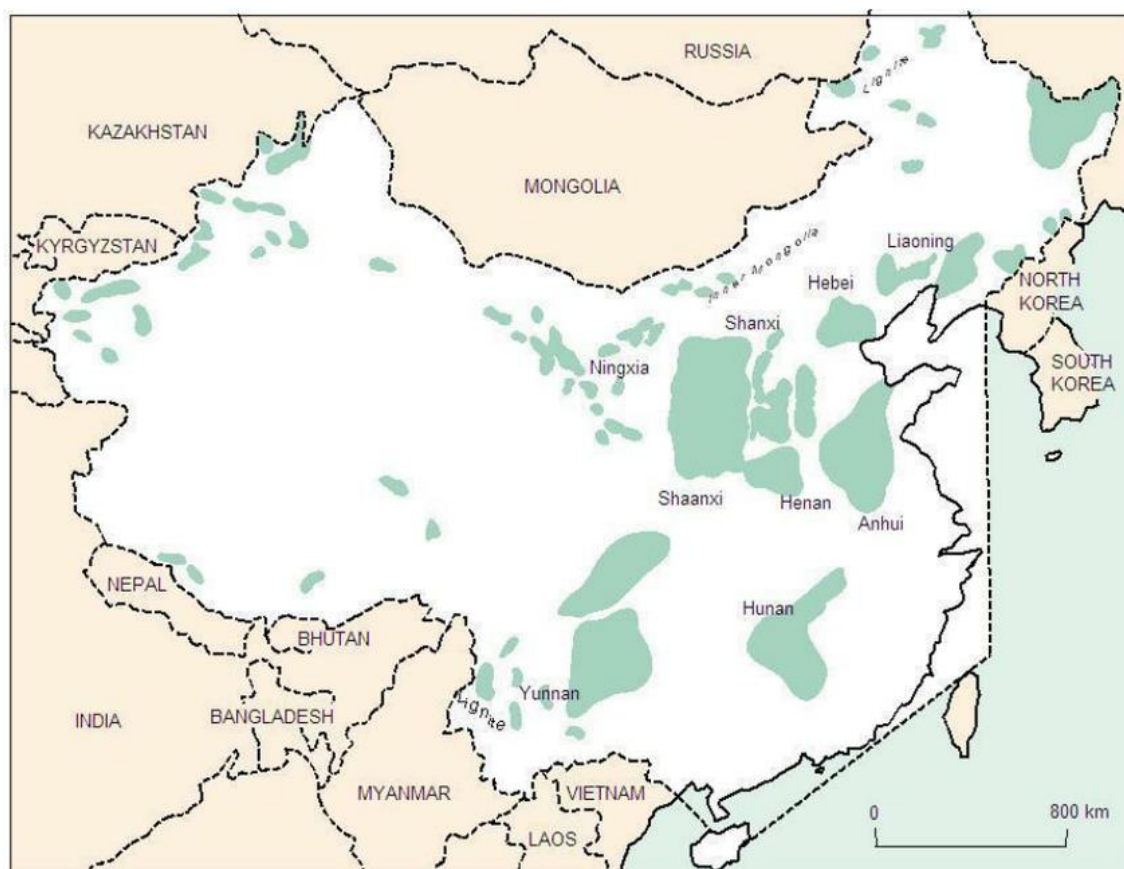 RUSSIA
Lignite
KAZAKHSTAN
MONGOLIA
KYRGYZSTAN
Inner Mongolia
Liaoning
Hebei
NORTH
KOREA
Shanxi
Ningxia
SOUTH
KOREA
Shaanxi
Henan
Anhui
NEPAL
Hunan
BHUTAN
Yunnan
Lignite
INDIA
BANGLADESH
MYANMAR
VIETNAM
LAOS
0 800 km